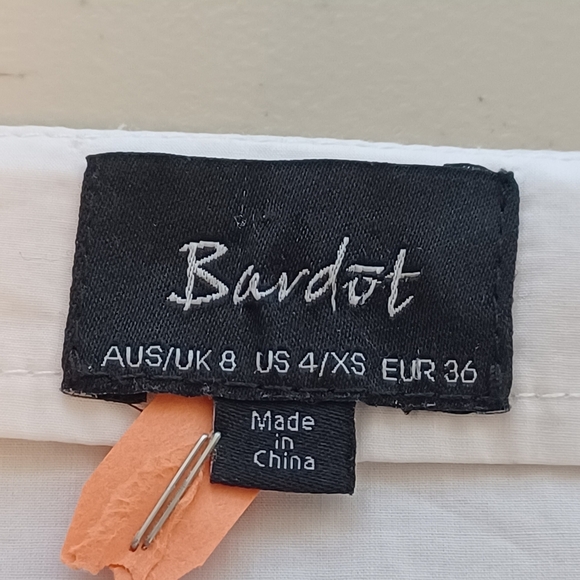 Bardōt
AUS/UK 8 US 4/XS EUR 36
Made
in
China